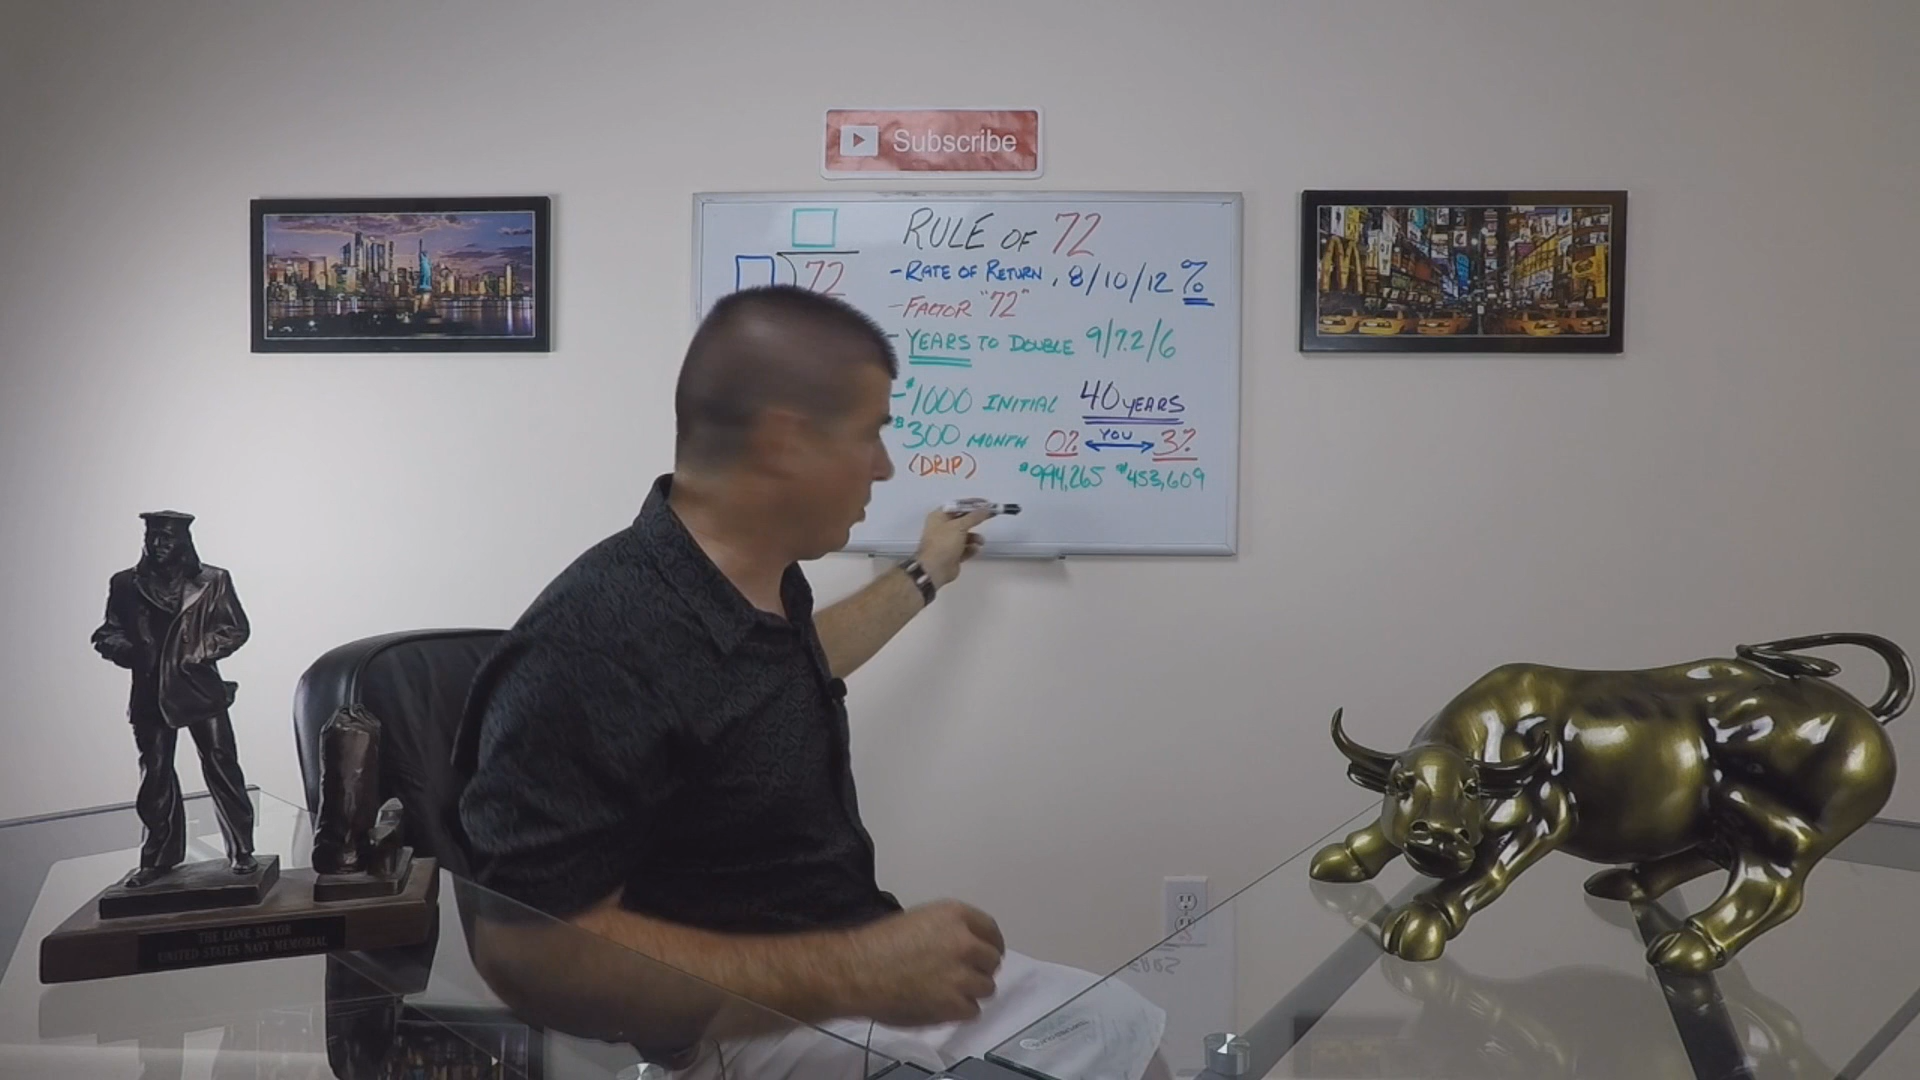 Subscribe
RULE OF 72
72
- RATE OF RETURN, 8/10/12 %
- FACTOR "72"
- YEARS TO DOUBLE 9/7.2/6
- $1000 INITIAL 40 YEARS
$300 MONTH 0% YOU 3%
(DRIP) $994,265 $453,609
THE LONE SAILOR
UNITED STATES NAVY MEMORIAL